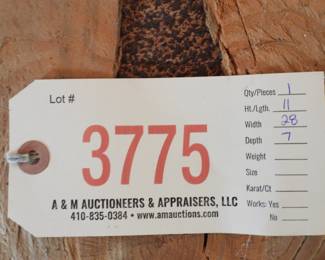 Lot #
3775
A & M AUCTIONEERS & APPRAISERS, LLC
410-835-0384 • www.amauctions.com
Qty/Pieces 1
Ht./Lgth. 11
Width 28
Depth 7
Weight
Size
Karat/Ct
Works: Yes
No